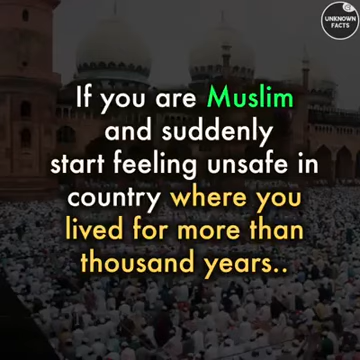 UNKNOWN
FACTS
If you are Muslim
and suddenly
start feeling unsafe in
country where you
lived for more than
thousand years..